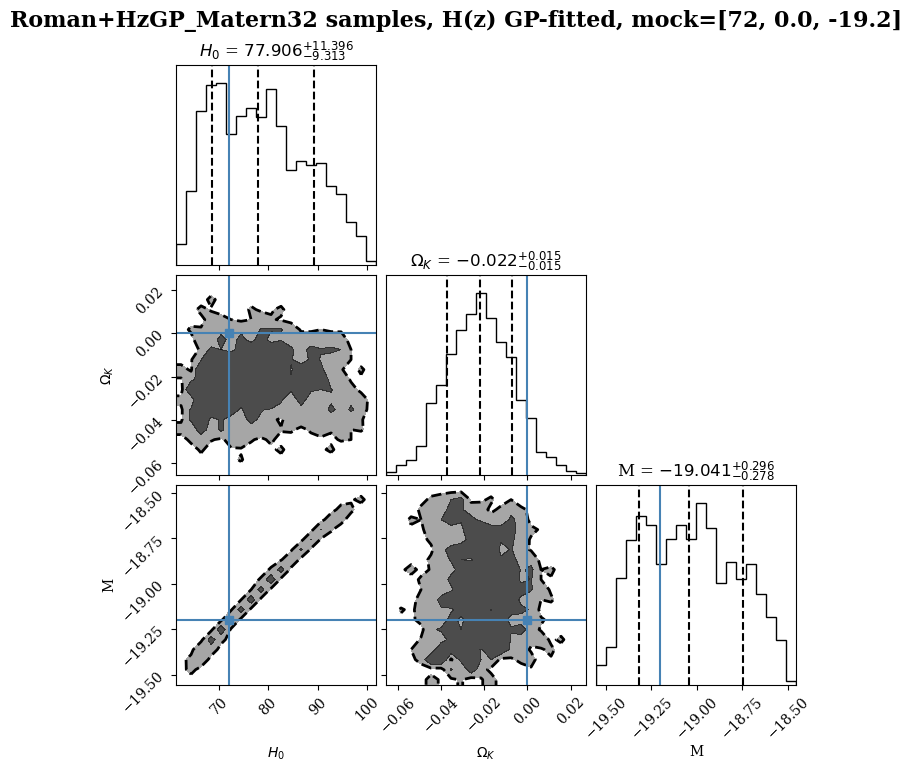 Roman+HzGP_Matern32 samples, H(z) GP-fitted, mock=[72, 0.0, -19.2]
H₀ = 77.906+11.396−9.313
Ω_K = −0.022+0.015−0.015
0.02
0.00
−0.02
−0.04
−0.06
Ω_K
M = −19.041+0.296−0.278
−18.50
−18.75
−19.00
−19.25
−19.50
M
70 80 90 100
−0.06 −0.04 −0.02 0.00 0.02
−19.50 −19.25 −19.00 −18.75 −18.50
H₀ Ω_K M